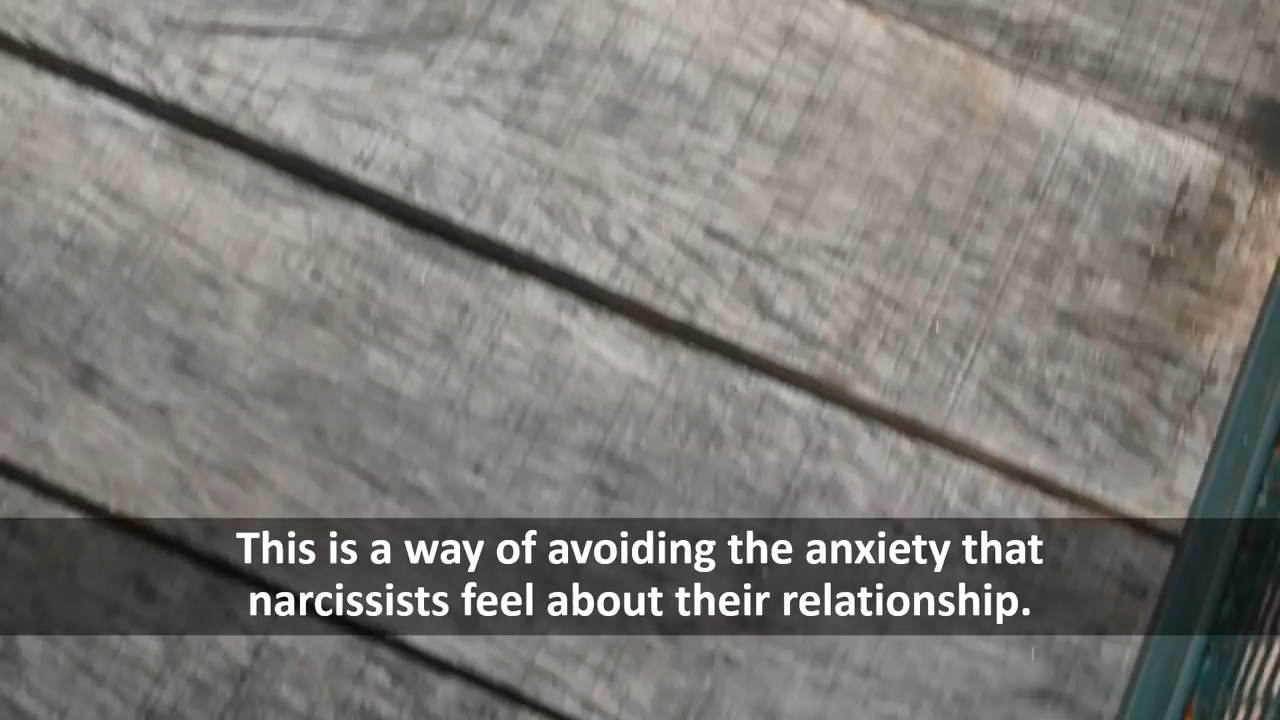 This is a way of avoiding the anxiety that
narcissists feel about their relationship.